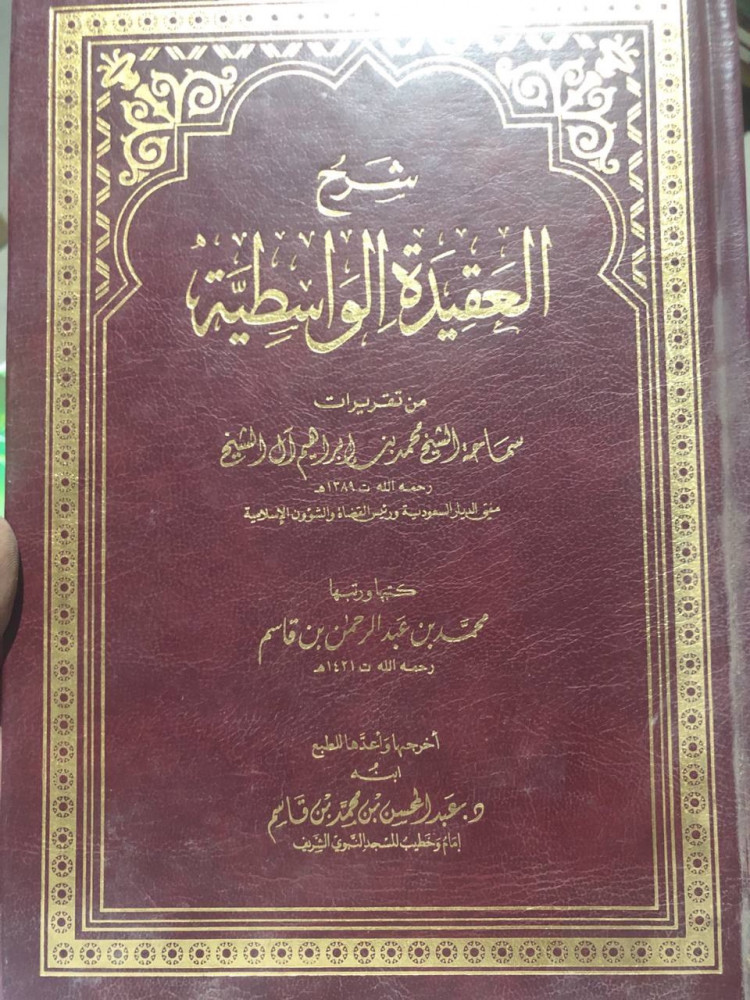 شرح
العقيدة الواسطية
من تقريرات
سماحة الشيخ محمد بن إبراهيم آل الشيخ
رحمه الله ت ١٣٨٩هـ
مفتي الديار السعودية ورئيس القضاة والشؤون الإسلامية
كتبها ورتبها
محمد بن عبد الرحمن بن قاسم
رحمه الله ت ١٤٢١هـ
أخرجها وأعدها للطبع
ابنه
د. عبد المحسن بن محمد بن قاسم
إمام وخطيب المسجد النبوي الشريف